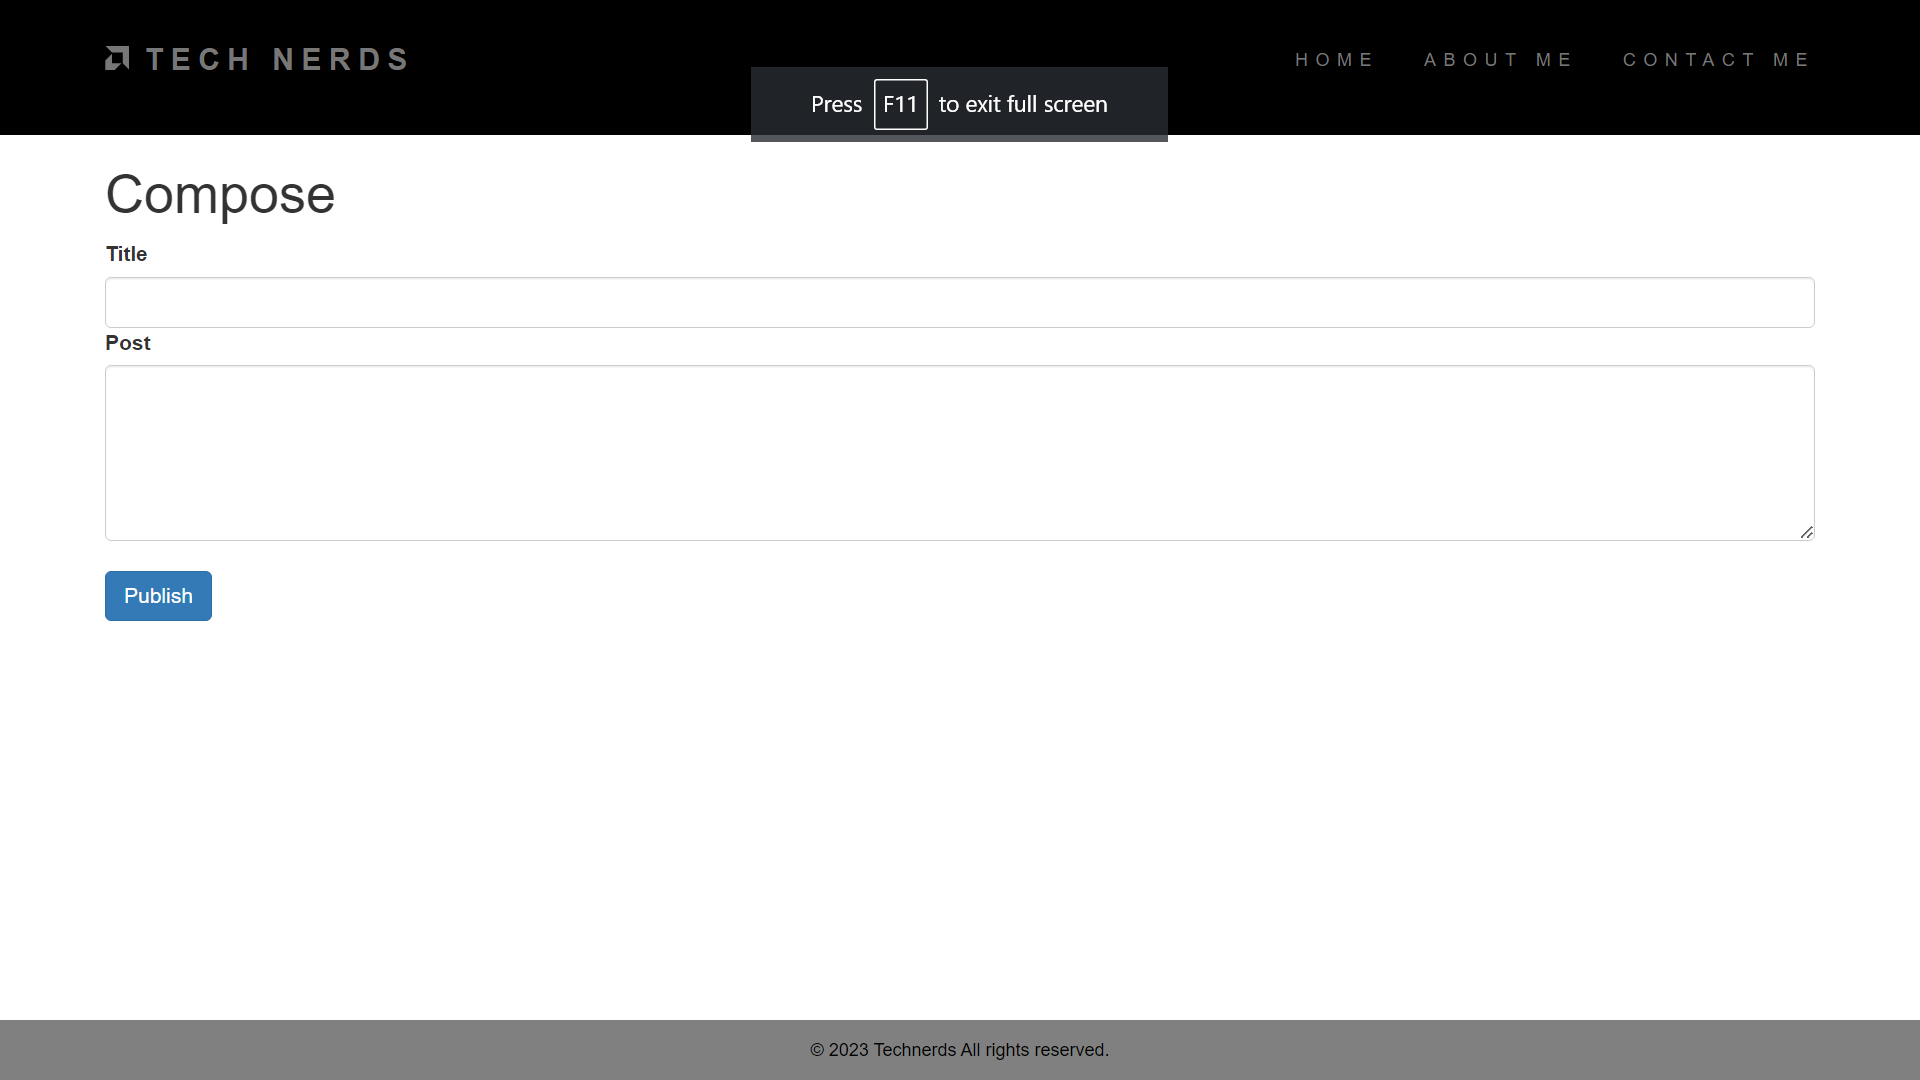 TECH NERDS
HOME ABOUT ME CONTACT ME
Press F11 to exit full screen
Compose
Title
Post
Publish
© 2023 Technerds All rights reserved.